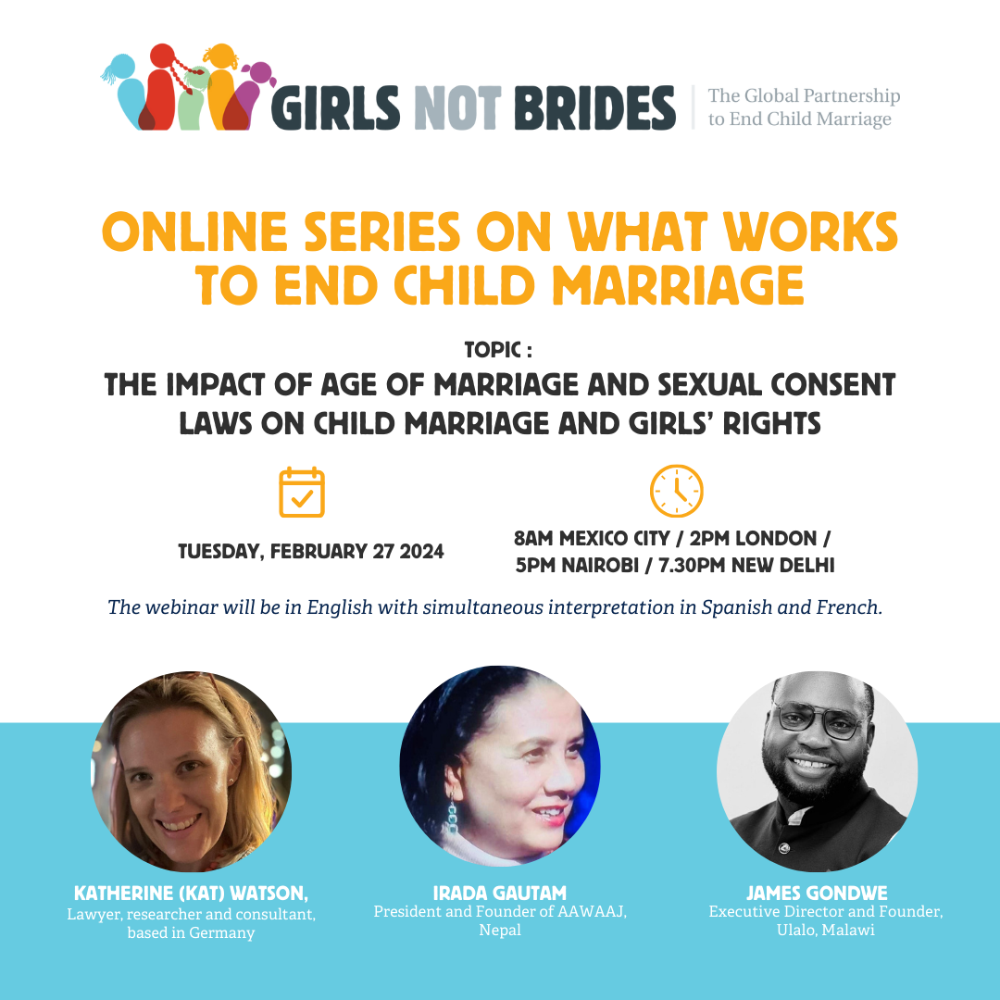 GIRLS NOT BRIDES
The Global Partnership
to End Child Marriage
ONLINE SERIES ON WHAT WORKS
TO END CHILD MARRIAGE
TOPIC :
THE IMPACT OF AGE OF MARRIAGE AND SEXUAL CONSENT
LAWS ON CHILD MARRIAGE AND GIRLS' RIGHTS
TUESDAY, FEBRUARY 27 2024
8AM MEXICO CITY / 2PM LONDON /
5PM NAIROBI / 7.30PM NEW DELHI
The webinar will be in English with simultaneous interpretation in Spanish and French.
KATHERINE (KAT) WATSON,
Lawyer, researcher and consultant,
based in Germany
IRADA GAUTAM
President and Founder of AAWAAJ,
Nepal
JAMES GONDWE
Executive Director and Founder,
Ulalo, Malawi